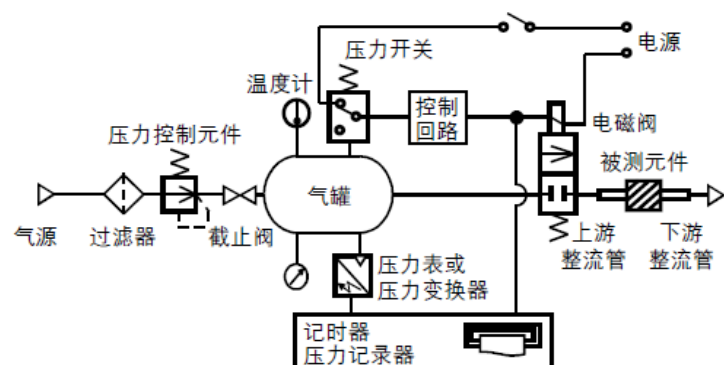 压力开关
电源
温度计
控制
回路
电磁阀
压力控制元件
被测元件
气罐
气源
过滤器
截止阀
上游
整流管
下游
整流管
压力表或
压力变换器
记时器
压力记录器